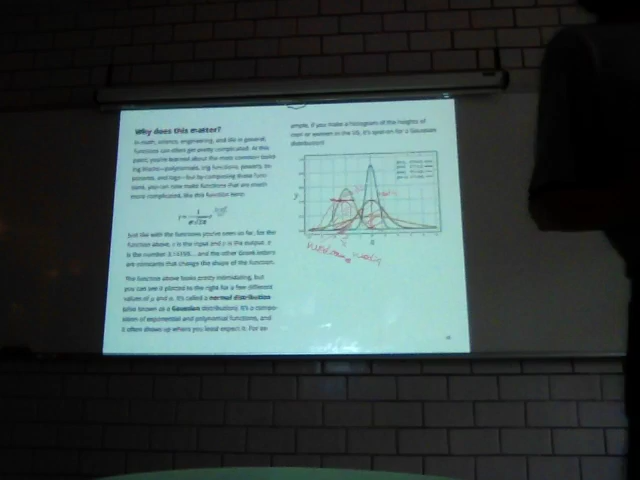 Why does this matter?
In math, science, engineering, and life in general,
functions can often get pretty complicated. At this
point, you've learned about the most common build-
ing blocks—polynomials, trig functions, powers, ex-
ponents, and logs—but by composing those func-
tions, you can now make functions that are much
more complicated, like this function here:
Just like with the functions you've seen so far, for the
function above, x is the input and y is the output. π
is the number 3.14159... and the other Greek letters
are constants that change the shape of the function.
The function above looks pretty intimidating, but
you can see it plotted to the right for a few different
values of μ and σ. It's called a normal distribution
(also known as a Gaussian distribution). It's a compo-
sition of exponential and polynomial functions, and
it often shows up where you least expect it. For ex-
ample, if you make a histogram of the heights of
men or women in the US, it's spot-on for a Gaussian
distribution!